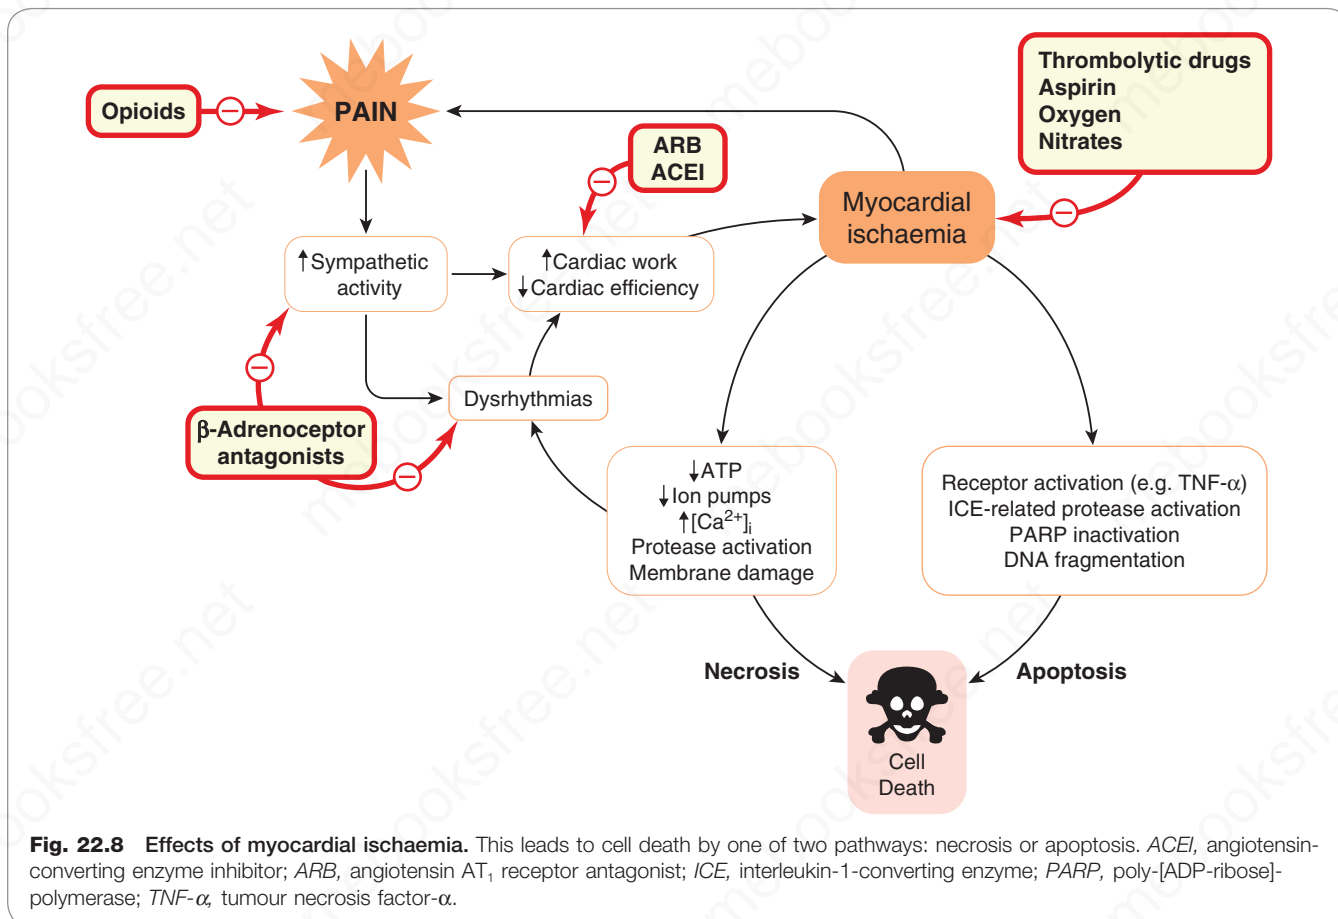 Opioids
PAIN
Thrombolytic drugs
Aspirin
Oxygen
Nitrates
ARB
ACEI
Myocardial
ischaemia
↑Sympathetic
activity
↑Cardiac work
↓Cardiac efficiency
Dysrhythmias
β-Adrenoceptor
antagonists
↓ATP
↓Ion pumps
↑[Ca²⁺]ᵢ
Protease activation
Membrane damage
Receptor activation (e.g. TNF-α)
ICE-related protease activation
PARP inactivation
DNA fragmentation
Necrosis
Apoptosis
Cell
Death
Fig. 22.8 Effects of myocardial ischaemia. This leads to cell death by one of two pathways: necrosis or apoptosis. ACEI, angiotensin-
converting enzyme inhibitor; ARB, angiotensin AT₁ receptor antagonist; ICE, interleukin-1-converting enzyme; PARP, poly-[ADP-ribose]-
polymerase; TNF-α, tumour necrosis factor-α.
mebooksfree.net